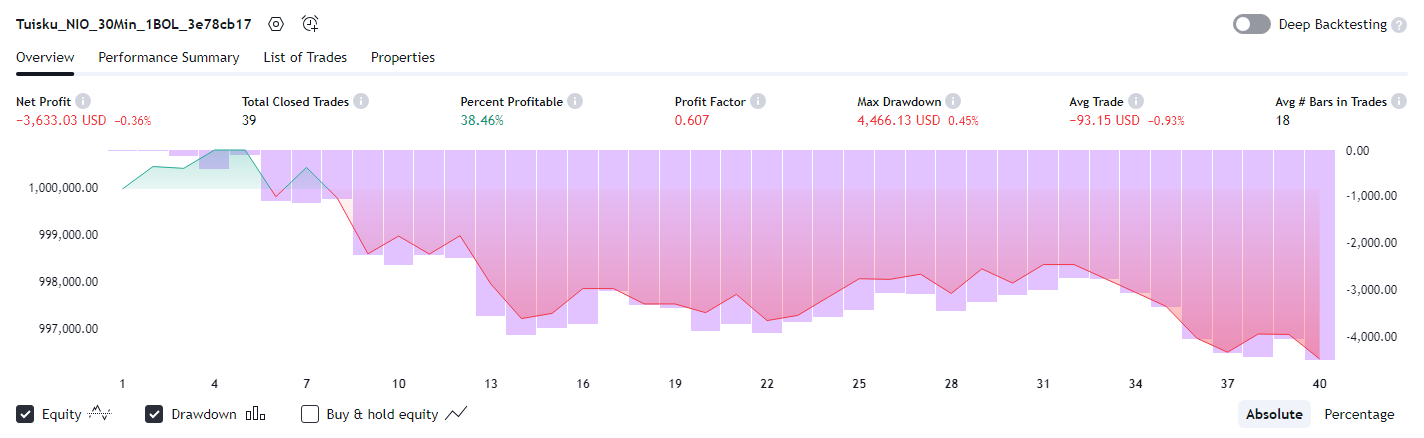 Tuisku_NIO_30Min_1BOL_3e78cb17
Deep Backtesting ?
Overview Performance Summary List of Trades Properties
Net Profit i Total Closed Trades i Percent Profitable i Profit Factor i Max Drawdown i Avg Trade i Avg # Bars in Trades i
−3,633.03 USD −0.36% 39 38.46% 0.607 4,466.13 USD 0.45% −93.15 USD −0.93% 18
0.00
1,000,000.00 -1,000.00
999,000.00 -2,000.00
998,000.00 -3,000.00
997,000.00 -4,000.00
1 4 7 10 13 16 19 22 25 28 31 34 37 40
Equity Drawdown Buy & hold equity Absolute Percentage